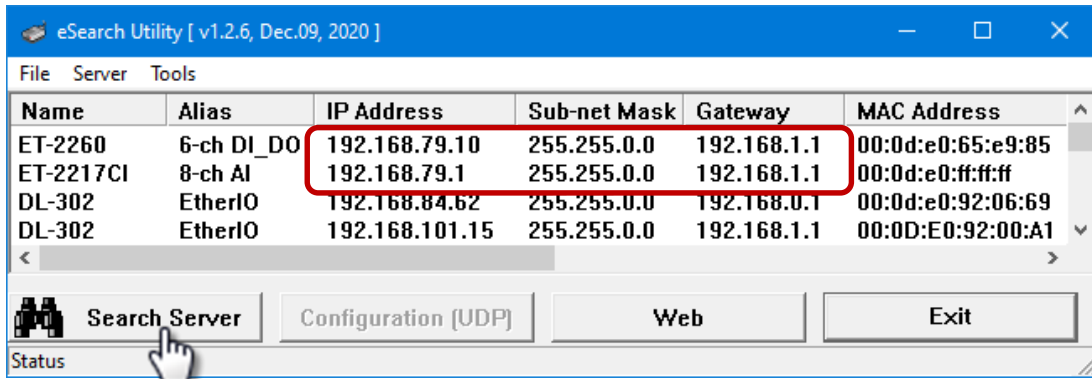 eSearch Utility [ v1.2.6, Dec.09, 2020 ]
File Server Tools
Name Alias IP Address Sub-net Mask Gateway MAC Address
ET-2260 6-ch DI_DO 192.168.79.10 255.255.0.0 192.168.1.1 00:0d:e0:65:e9:85
ET-2217CI 8-ch AI 192.168.79.1 255.255.0.0 192.168.1.1 00:0d:e0:ff:ff:ff
DL-302 EtherIO 192.168.84.62 255.255.0.0 192.168.0.1 00:0d:e0:92:06:69
DL-302 EtherIO 192.168.101.15 255.255.0.0 192.168.1.1 00:0D:E0:92:00:A1
Search Server Configuration (UDP) Web Exit
Status